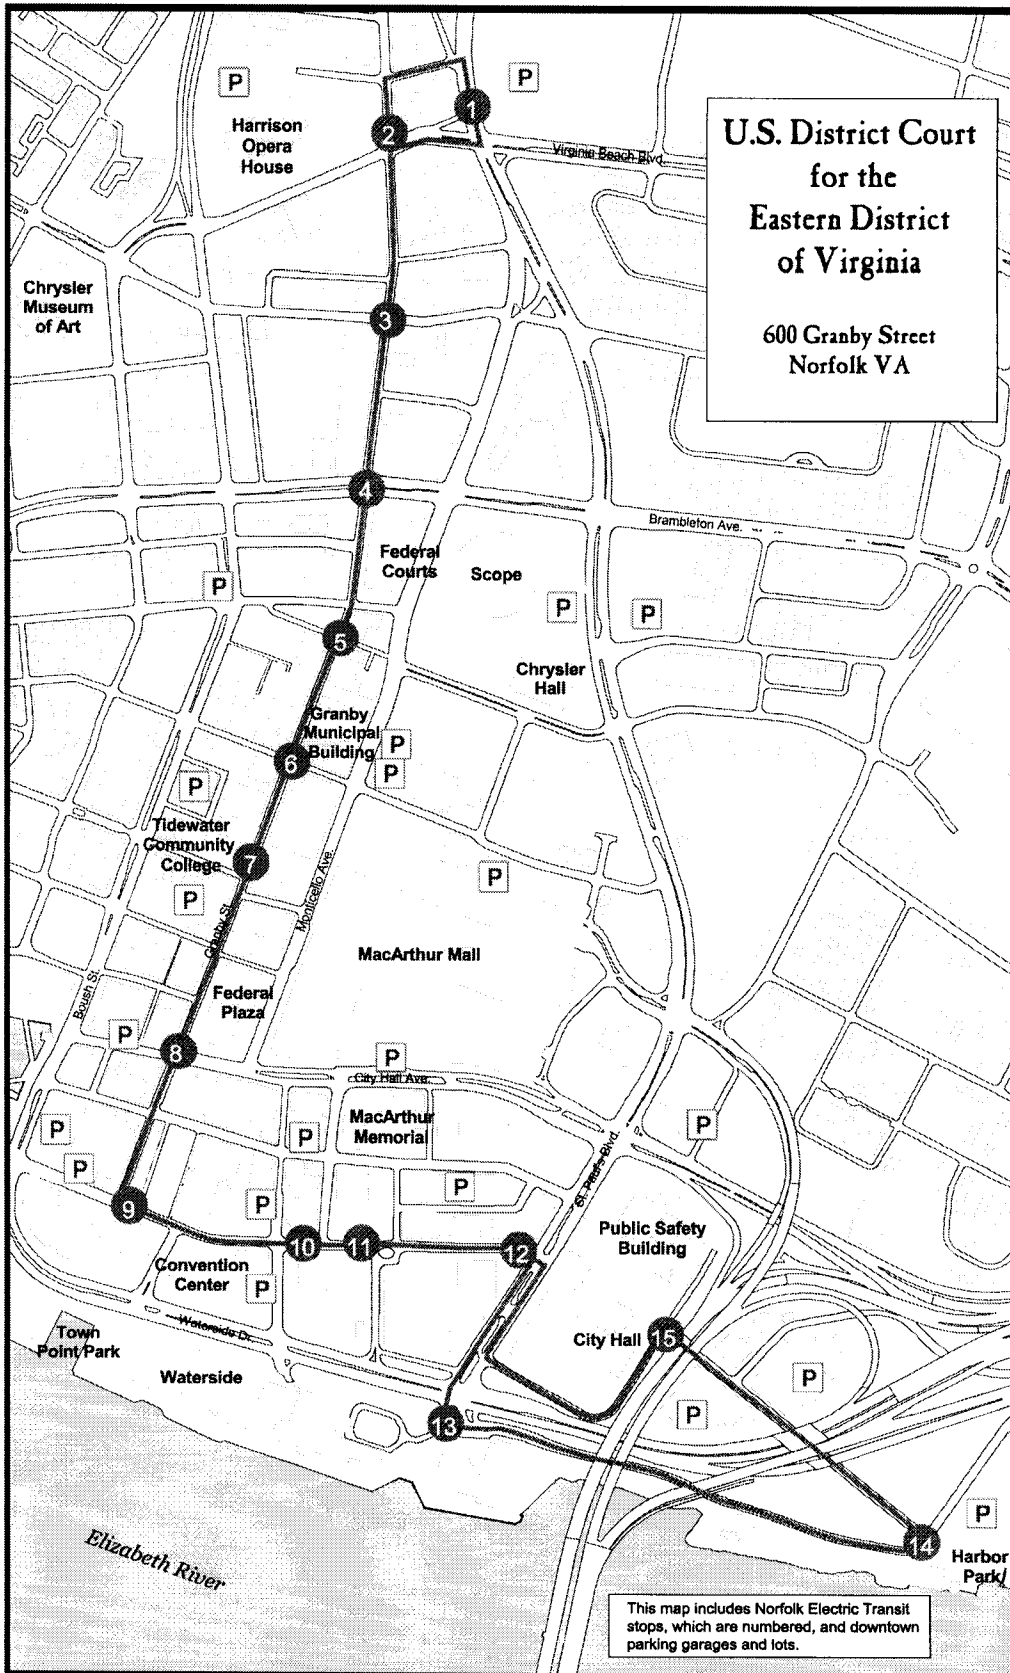 P
P
1
2
Harrison
Opera
House
Virginia Beach Blvd.
U.S. District Court
for the
Eastern District
of Virginia
600 Granby Street
Norfolk VA
Chrysler
Museum
of Art
3
4
Brambleton Ave.
Federal
Courts
Scope
P
P
P
5
Chrysler
Hall
Granby
Municipal
Building
P
P
6
P
Tidewater
Community
College
7
P
P
Monticello Ave.
Granby St.
MacArthur Mall
Boush St.
Federal
Plaza
P
8
P
City Hall Ave.
MacArthur
Memorial
P
P
P
St. Paul's Blvd.
P
P
P
9
10
11
12
Public Safety
Building
Convention
Center
P
Waterside Dr.
Town
Point Park
Waterside
City Hall
15
P
P
13
14
P
Harbor
Park/
Elizabeth River
This map includes Norfolk Electric Transit
stops, which are numbered, and downtown
parking garages and lots.